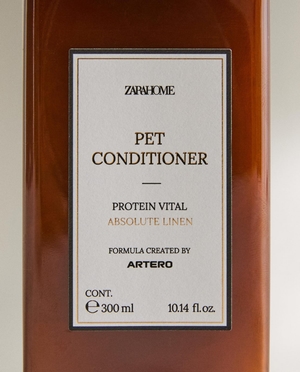 ZARAHOME
PET
CONDITIONER
PROTEIN VITAL
ABSOLUTE LINEN
FORMULA CREATED BY
ARTERO
CONT.
℮ 300 ml 10.14 fl.oz.